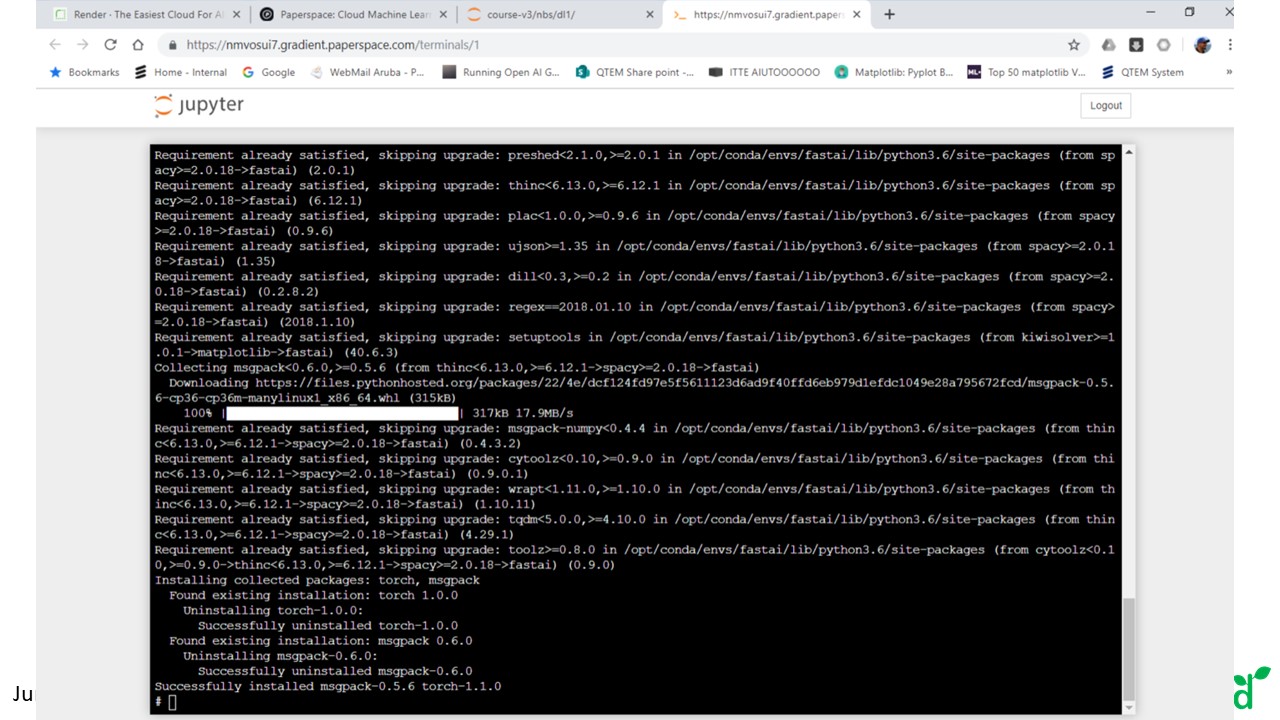 Render - The Easiest Cloud For Al
Paperspace: Cloud Machine Lear
course-v3/nbs/dl1/
https://nmvosui7.gradient.papers
https://nmvosui7.gradient.paperspace.com/terminals/1
Bookmarks
Home - Internal
Google
WebMail Aruba - P...
Running Open AI G...
QTEM Share point -...
ITTE AIUTOOOOOO
Matplotlib: Pyplot B...
ML+
Top 50 matplotlib V...
QTEM System
»
jupyter
Logout
Requirement already satisfied, skipping upgrade: preshed<2.1.0,>=2.0.1 in /opt/conda/envs/fastai/lib/python3.6/site-packages (from sp
acy>=2.0.18->fastai) (2.0.1)
Requirement already satisfied, skipping upgrade: thinc<6.13.0,>=6.12.1 in /opt/conda/envs/fastai/lib/python3.6/site-packages (from sp
acy>=2.0.18->fastai) (6.12.1)
Requirement already satisfied, skipping upgrade: plac<1.0.0,>=0.9.6 in /opt/conda/envs/fastai/lib/python3.6/site-packages (from spacy
>=2.0.18->fastai) (0.9.6)
Requirement already satisfied, skipping upgrade: ujson>=1.35 in /opt/conda/envs/fastai/lib/python3.6/site-packages (from spacy>=2.0.1
8->fastai) (1.35)
Requirement already satisfied, skipping upgrade: dill<0.3,>=0.2 in /opt/conda/envs/fastai/lib/python3.6/site-packages (from spacy>=2.
0.18->fastai) (0.2.8.2)
Requirement already satisfied, skipping upgrade: regex==2018.01.10 in /opt/conda/envs/fastai/lib/python3.6/site-packages (from spacy>
=2.0.18->fastai) (2018.1.10)
Requirement already satisfied, skipping upgrade: setuptools in /opt/conda/envs/fastai/lib/python3.6/site-packages (from kiwisolver>=1
.0.1->matplotlib->fastai) (40.6.3)
Collecting msgpack<0.6.0,>=0.5.6 (from thinc<6.13.0,>=6.12.1->spacy>=2.0.18->fastai)
Downloading https://files.pythonhosted.org/packages/22/4e/dcf124fd97e5f5611123d6ad9f40ffd6eb979d1efdc1049e28a795672fcd/msgpack-0.5.
6-cp36-cp36m-manylinux1_x86_64.whl (315kB)
100% | | 317kB 17.9MB/s
Requirement already satisfied, skipping upgrade: msgpack-numpy<0.4.4 in /opt/conda/envs/fastai/lib/python3.6/site-packages (from thin
c<6.13.0,>=6.12.1->spacy>=2.0.18->fastai) (0.4.3.2)
Requirement already satisfied, skipping upgrade: cytoolz<0.10,>=0.9.0 in /opt/conda/envs/fastai/lib/python3.6/site-packages (from thi
nc<6.13.0,>=6.12.1->spacy>=2.0.18->fastai) (0.9.0.1)
Requirement already satisfied, skipping upgrade: wrapt<1.11.0,>=1.10.0 in /opt/conda/envs/fastai/lib/python3.6/site-packages (from th
inc<6.13.0,>=6.12.1->spacy>=2.0.18->fastai) (1.10.11)
Requirement already satisfied, skipping upgrade: tqdm<5.0.0,>=4.10.0 in /opt/conda/envs/fastai/lib/python3.6/site-packages (from thin
c<6.13.0,>=6.12.1->spacy>=2.0.18->fastai) (4.29.1)
Requirement already satisfied, skipping upgrade: toolz>=0.8.0 in /opt/conda/envs/fastai/lib/python3.6/site-packages (from cytoolz<0.1
0,>=0.9.0->thinc<6.13.0,>=6.12.1->spacy>=2.0.18->fastai) (0.9.0)
Installing collected packages: torch, msgpack
Found existing installation: torch 1.0.0
Uninstalling torch-1.0.0:
Successfully uninstalled torch-1.0.0
Found existing installation: msgpack 0.6.0
Uninstalling msgpack-0.6.0:
Successfully uninstalled msgpack-0.6.0
Successfully installed msgpack-0.5.6 torch-1.1.0
#
d